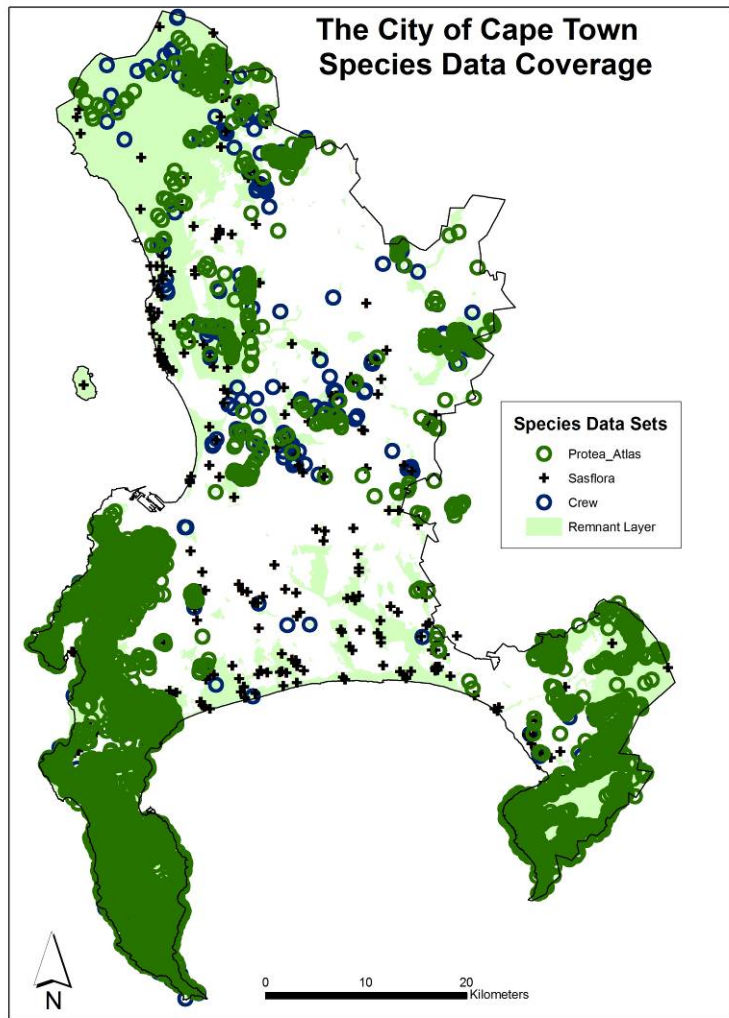 The City of Cape Town
Species Data Coverage
Species Data Sets
Protea_Atlas
Sasflora
Crew
Remnant Layer
N
0 10 20
Kilometers